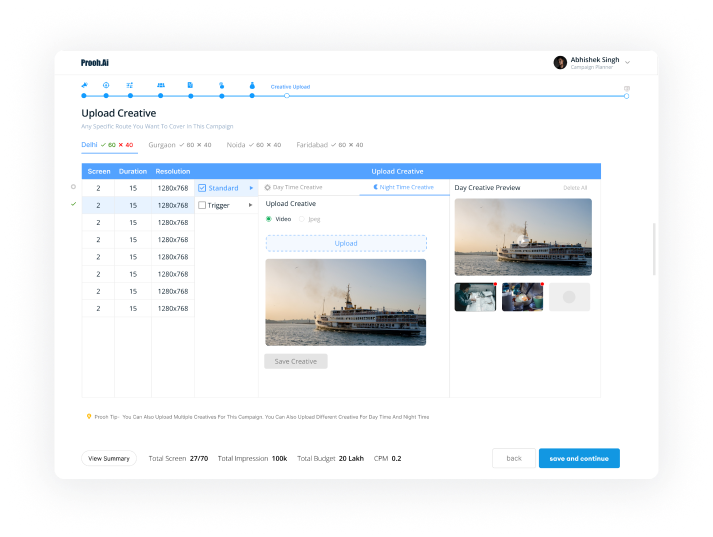 Prooh.Ai
Abhishek Singh
Campaign Planner
Creative Upload
Upload Creative
Any Specific Route You Want To Cover In This Campaign
Delhi 60 40 Gurgaon 80 40 Noida 60 40 Faridabad 60 40
Screen Duration Resolution Upload Creative
2 15 1280x768 Standard Day Time Creative Night Time Creative Day Creative Preview Delete All
2 15 1280x768 Trigger Upload Creative
2 15 1280x768 Video Jpeg
2 15 1280x768 Upload
2 15 1280x768
2 15 1280x768
2 15 1280x768
2 15 1280x768
Save Creative
Prooh Tip:- You Can Also Upload Multiple Creatives For This Campaign. You Can Also Upload Different Creative For Day Time And Night Time
View Summary Total Screen 27/70 Total Impression 100k Total Budget 20 Lakh CPM 0.2 back save and continue